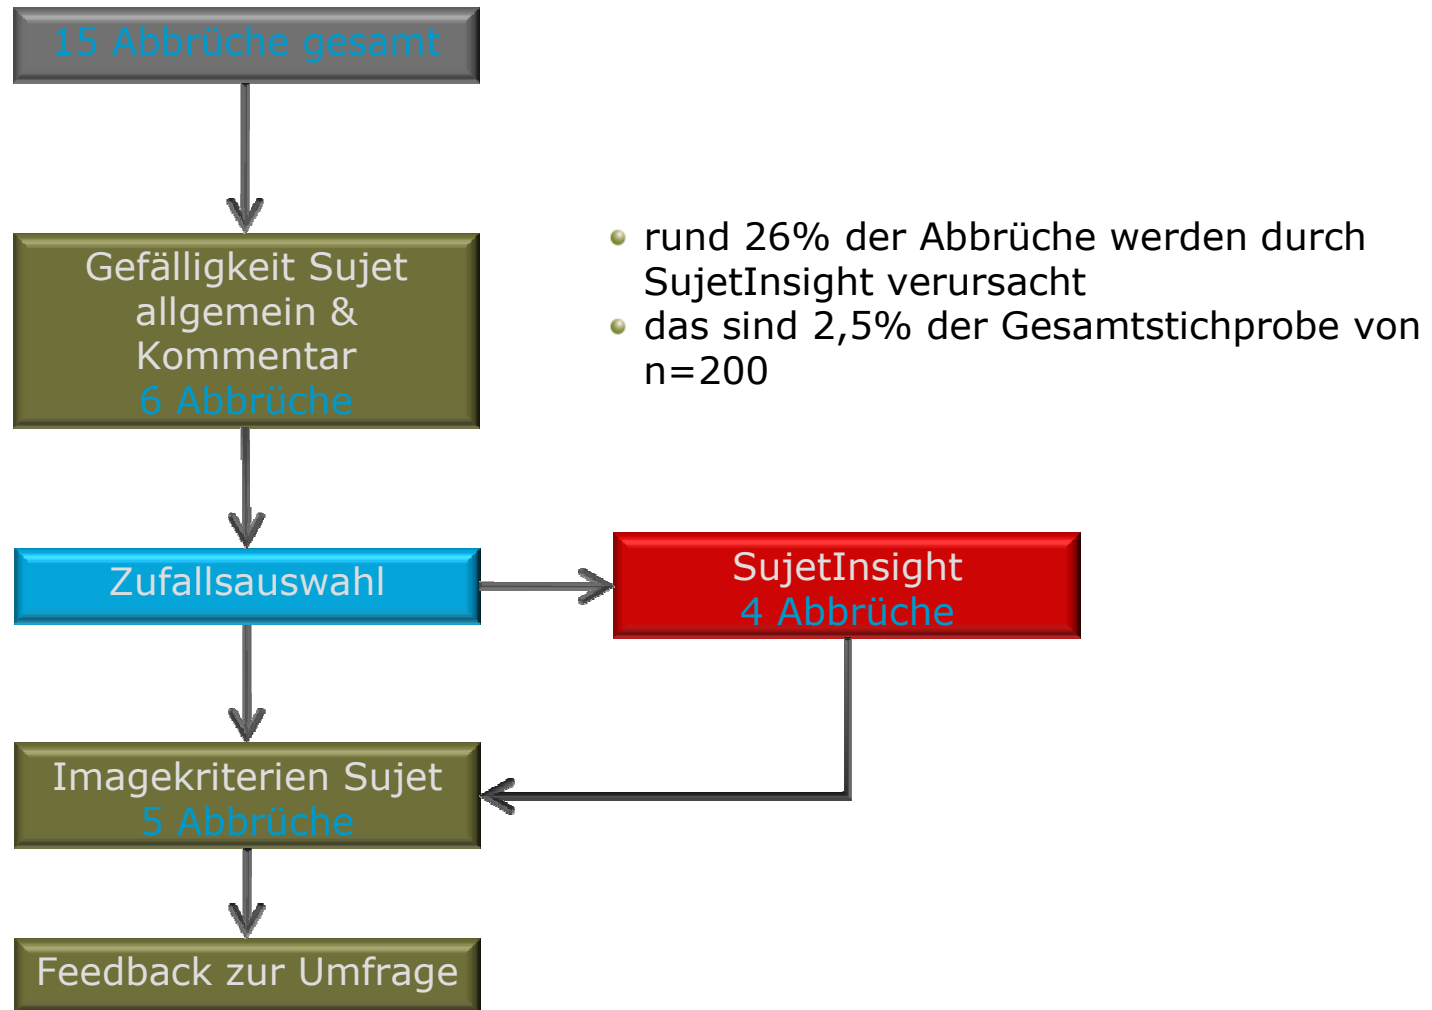 15 Abbrüche gesamt
Gefälligkeit Sujet
allgemein &
Kommentar
6 Abbrüche
rund 26% der Abbrüche werden durch
SujetInsight verursacht
das sind 2,5% der Gesamtstichprobe von
n=200
Zufallsauswahl
SujetInsight
4 Abbrüche
Imagekriterien Sujet
5 Abbrüche
Feedback zur Umfrage